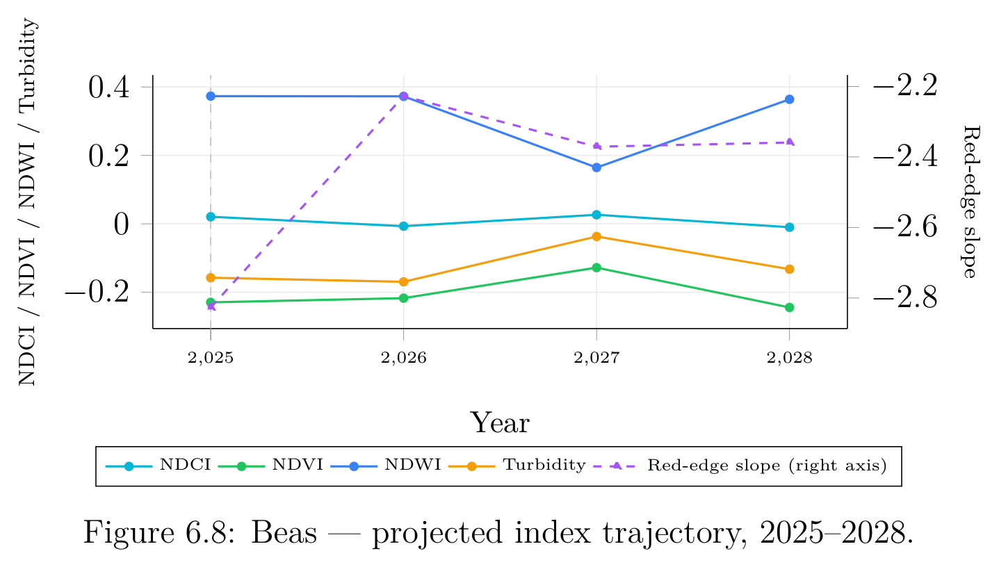 NDCI / NDVI / NDWI / Turbidity
0.4
0.2
0
−0.2
−2.2
−2.4
−2.6
−2.8
Red-edge slope
2,025 2,026 2,027 2,028
Year
NDCI NDVI NDWI Turbidity Red-edge slope (right axis)
Figure 6.8: Beas — projected index trajectory, 2025–2028.